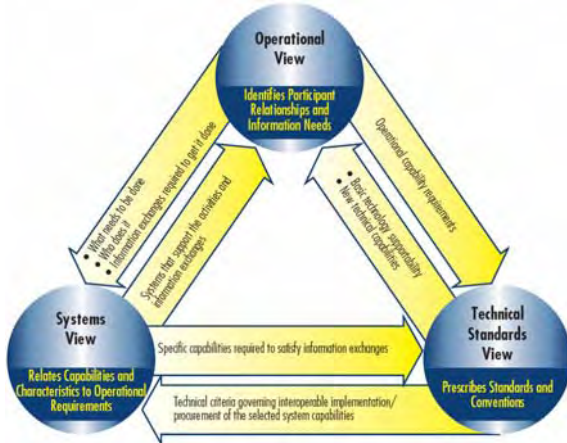 Operational
View
Identifies Participant
Relationships and
Information Needs
• What needs to be done
• Who does it
• Information exchanges required to get it done
Systems that support the activities and
information exchanges
Operational capability requirements
• Basic technology supportability
• New technical capabilities
Systems
View
Relates Capabilities and
Characteristics to Operational
Requirements
Specific capabilities required to satisfy information exchanges
Technical criteria governing interoperable implementation/
procurement of the selected system capabilities
Technical
Standards
View
Prescribes Standards and
Conventions